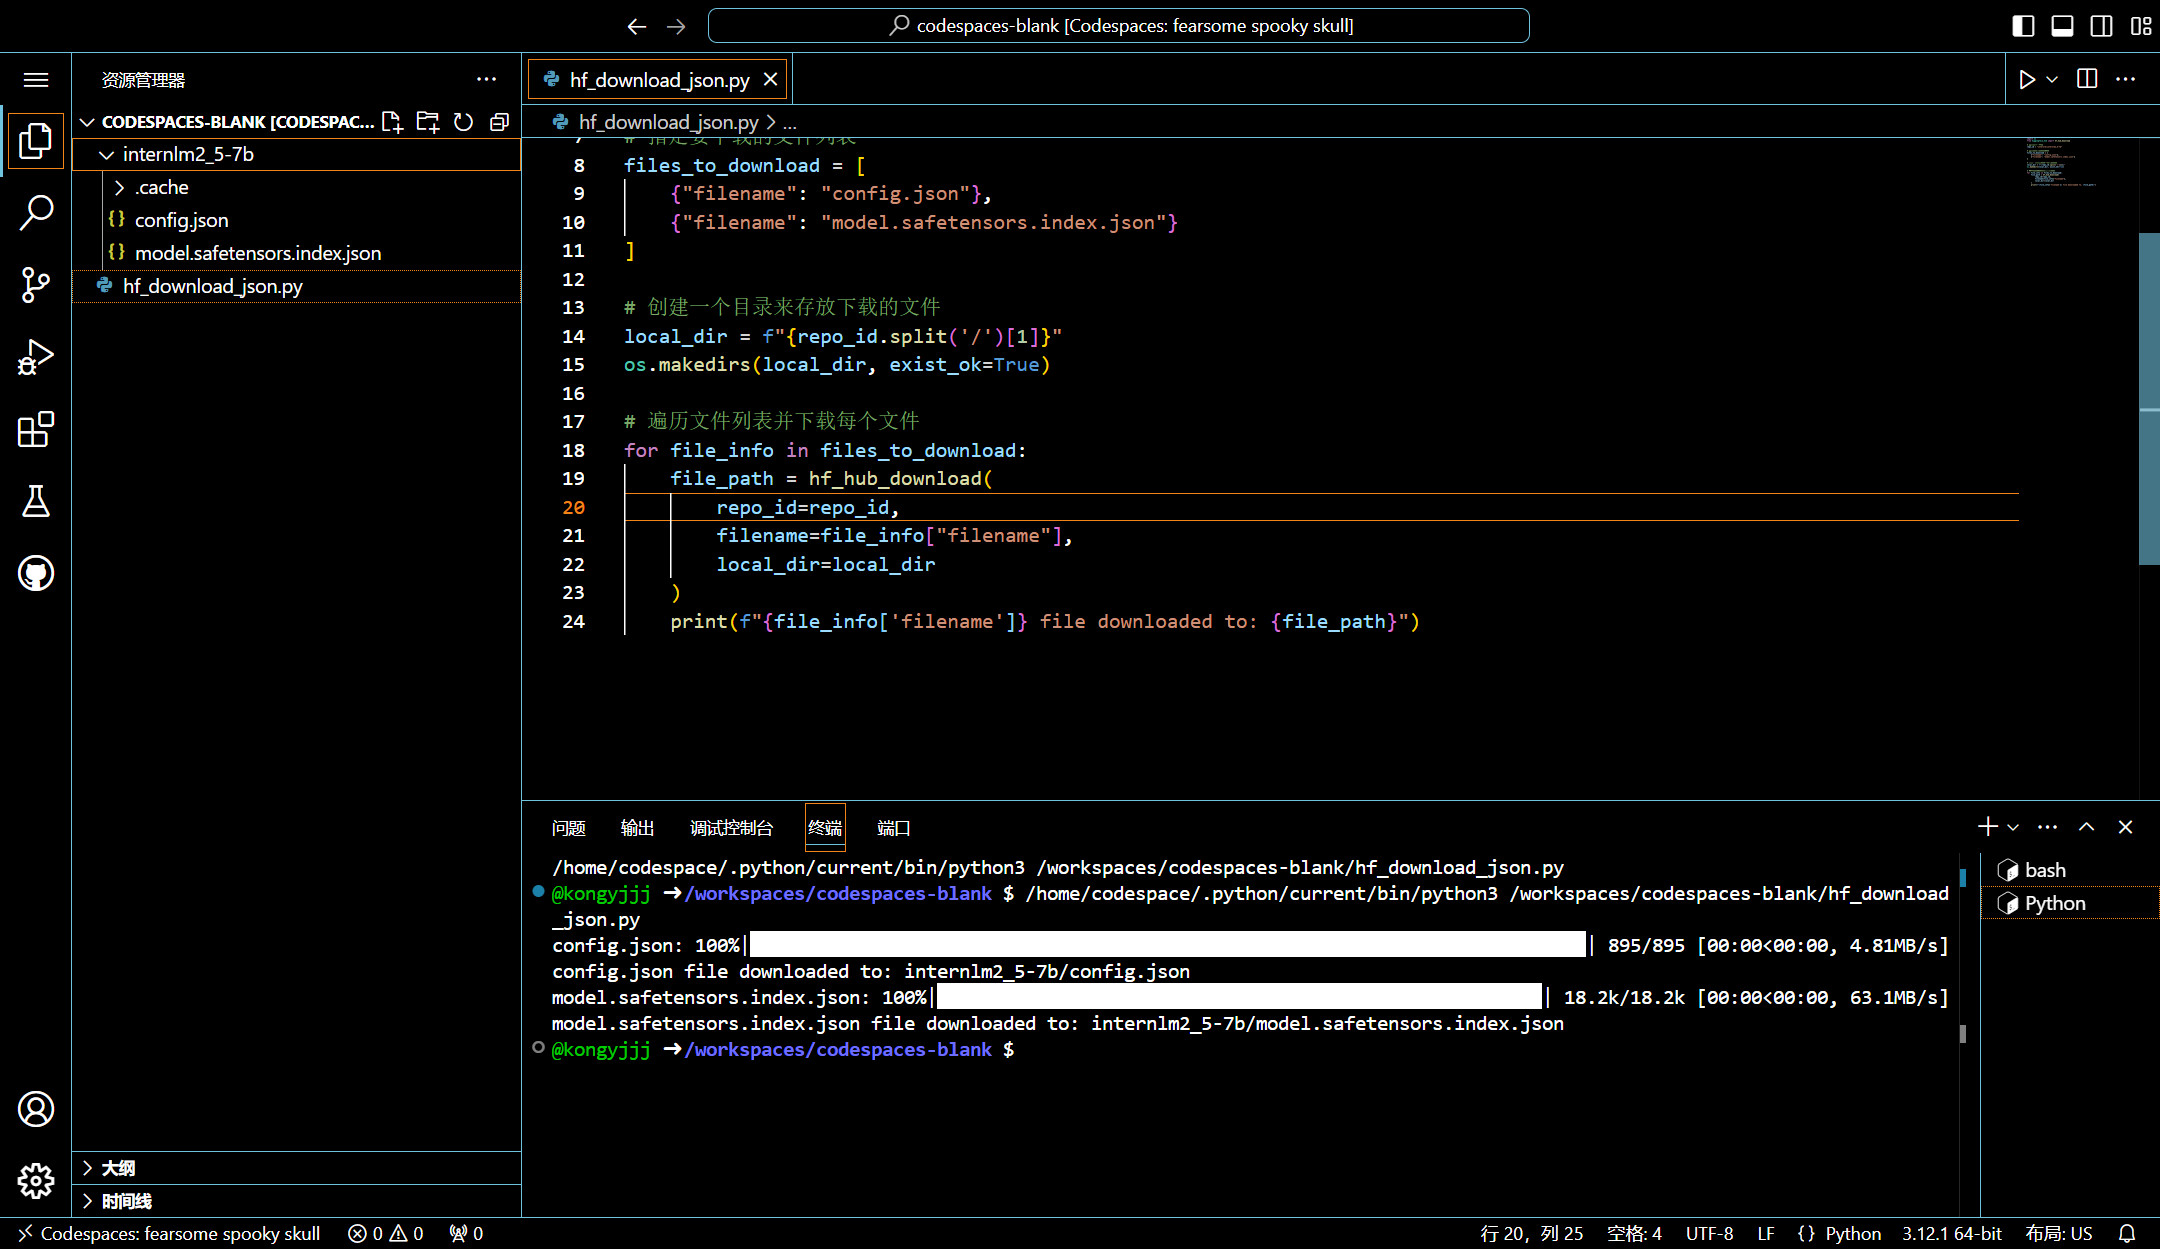 codespaces-blank [Codespaces: fearsome spooky skull]
资源管理器
CODESPACES-BLANK [CODESPAC...
internlm2_5-7b
.cache
config.json
model.safetensors.index.json
hf_download_json.py
大纲
时间线
hf_download_json.py
hf_download_json.py > ...
7 # 指定要下载的文件列表
8 files_to_download = [
9 {"filename": "config.json"},
10 {"filename": "model.safetensors.index.json"}
11 ]
12
13 # 创建一个目录来存放下载的文件
14 local_dir = f"{repo_id.split('/')[1]}"
15 os.makedirs(local_dir, exist_ok=True)
16
17 # 遍历文件列表并下载每个文件
18 for file_info in files_to_download:
19 file_path = hf_hub_download(
20 repo_id=repo_id,
21 filename=file_info["filename"],
22 local_dir=local_dir
23 )
24 print(f"{file_info['filename']} file downloaded to: {file_path}")
问题 输出 调试控制台 终端 端口
/home/codespace/.python/current/bin/python3 /workspaces/codespaces-blank/hf_download_json.py
@kongyjjj ➜/workspaces/codespaces-blank $ /home/codespace/.python/current/bin/python3 /workspaces/codespaces-blank/hf_download
_json.py
config.json: 100%| | 895/895 [00:00<00:00, 4.81MB/s]
config.json file downloaded to: internlm2_5-7b/config.json
model.safetensors.index.json: 100%| | 18.2k/18.2k [00:00<00:00, 63.1MB/s]
model.safetensors.index.json file downloaded to: internlm2_5-7b/model.safetensors.index.json
@kongyjjj ➜/workspaces/codespaces-blank $
bash
Python
Codespaces: fearsome spooky skull 0 0 0 行 20，列 25 空格: 4 UTF-8 LF {} Python 3.12.1 64-bit 布局: US